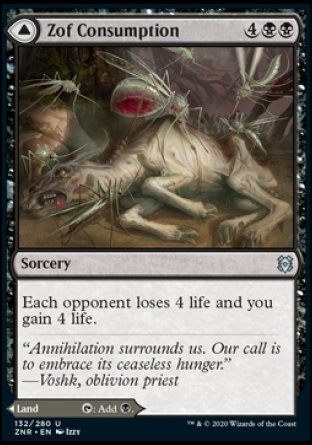 Zof Consumption 4
Sorcery
Each opponent loses 4 life and you
gain 4 life.
“Annihilation surrounds us. Our call is
to embrace its ceaseless hunger.”
—Voshk, oblivion priest
Land : Add .
132/280 U
ZNR • EN Izzy ™ & © 2020 Wizards of the Coast